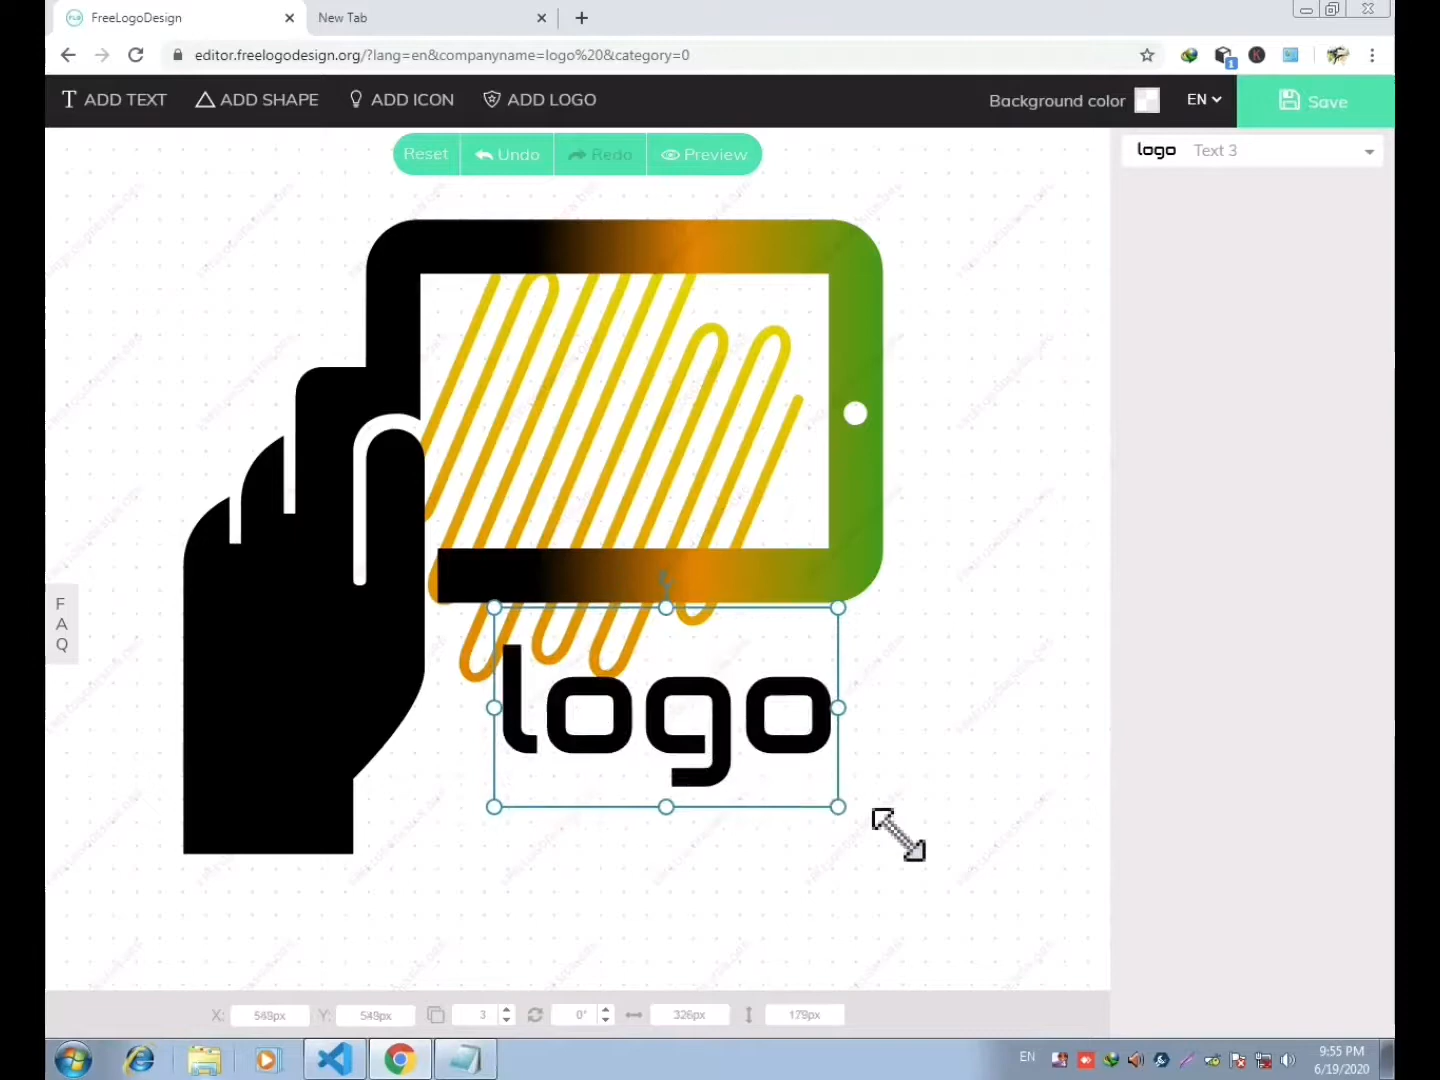 FreeLogoDesign
New Tab
editor.freelogodesign.org/?lang=en&companyname=logo%20&category=0
1
ADD TEXT
ADD SHAPE
ADD ICON
ADD LOGO
Background color
EN
Save
Reset
Undo
Redo
Preview
logo
Text 3
F
A
Q
logo
X:
549px
Y:
549px
3
0°
326px
179px
EN
9:55 PM
6/19/2020